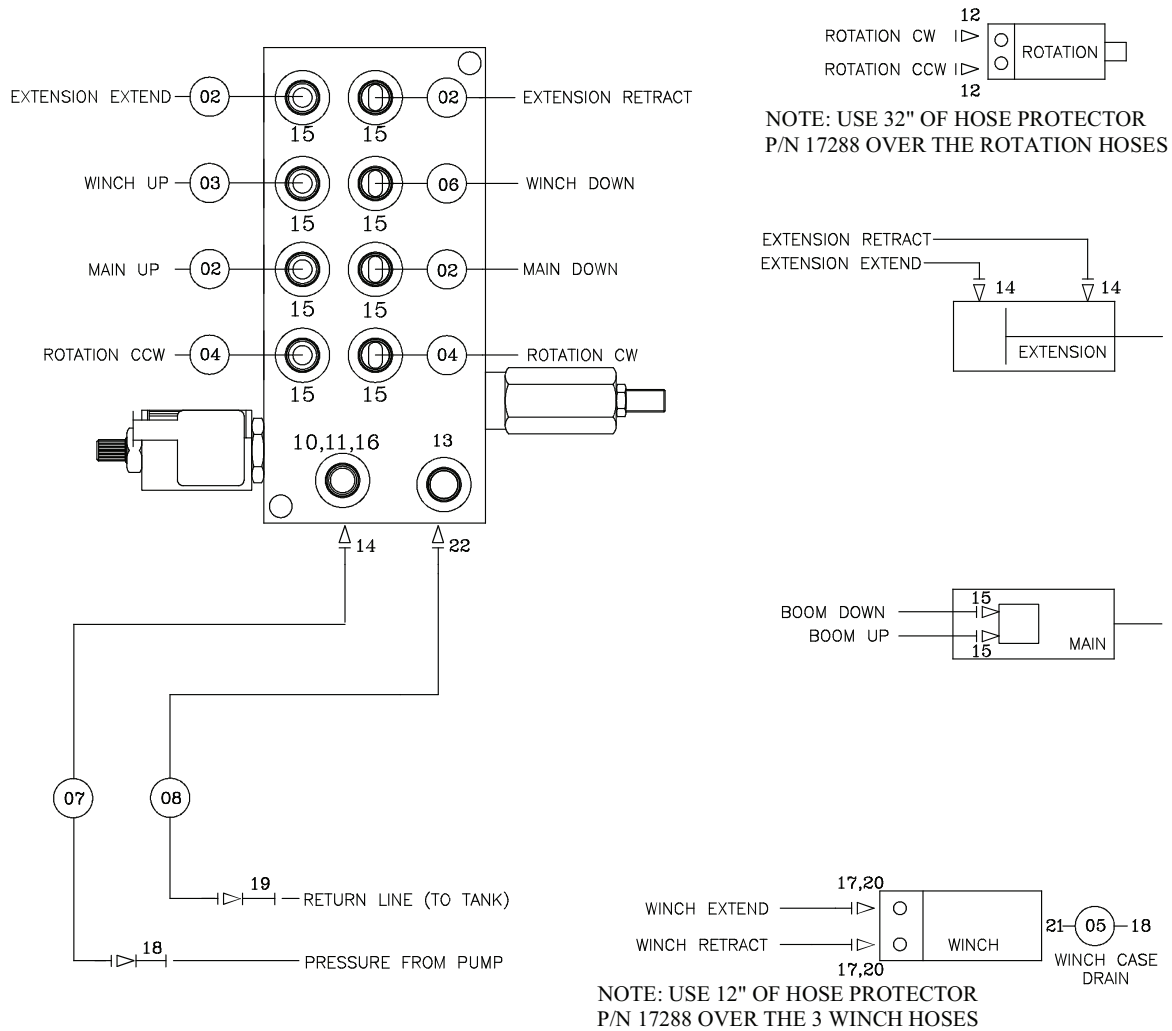 12
ROTATION CW
ROTATION
ROTATION CCW
12
NOTE: USE 32" OF HOSE PROTECTOR
P/N 17288 OVER THE ROTATION HOSES
EXTENSION EXTEND 02 02 EXTENSION RETRACT
15 15
WINCH UP 03 06 WINCH DOWN
15 15
MAIN UP 02 02 MAIN DOWN
15 15
ROTATION CCW 04 04 ROTATION CW
15 15
10,11,16 13
14 22
07 08
19
RETURN LINE (TO TANK)
18
PRESSURE FROM PUMP
EXTENSION RETRACT
EXTENSION EXTEND
14 14
EXTENSION
15
BOOM DOWN
BOOM UP
MAIN
15
17,20
WINCH EXTEND
21 05 18
WINCH RETRACT
WINCH
WINCH CASE
DRAIN
17,20
NOTE: USE 12" OF HOSE PROTECTOR
P/N 17288 OVER THE 3 WINCH HOSES